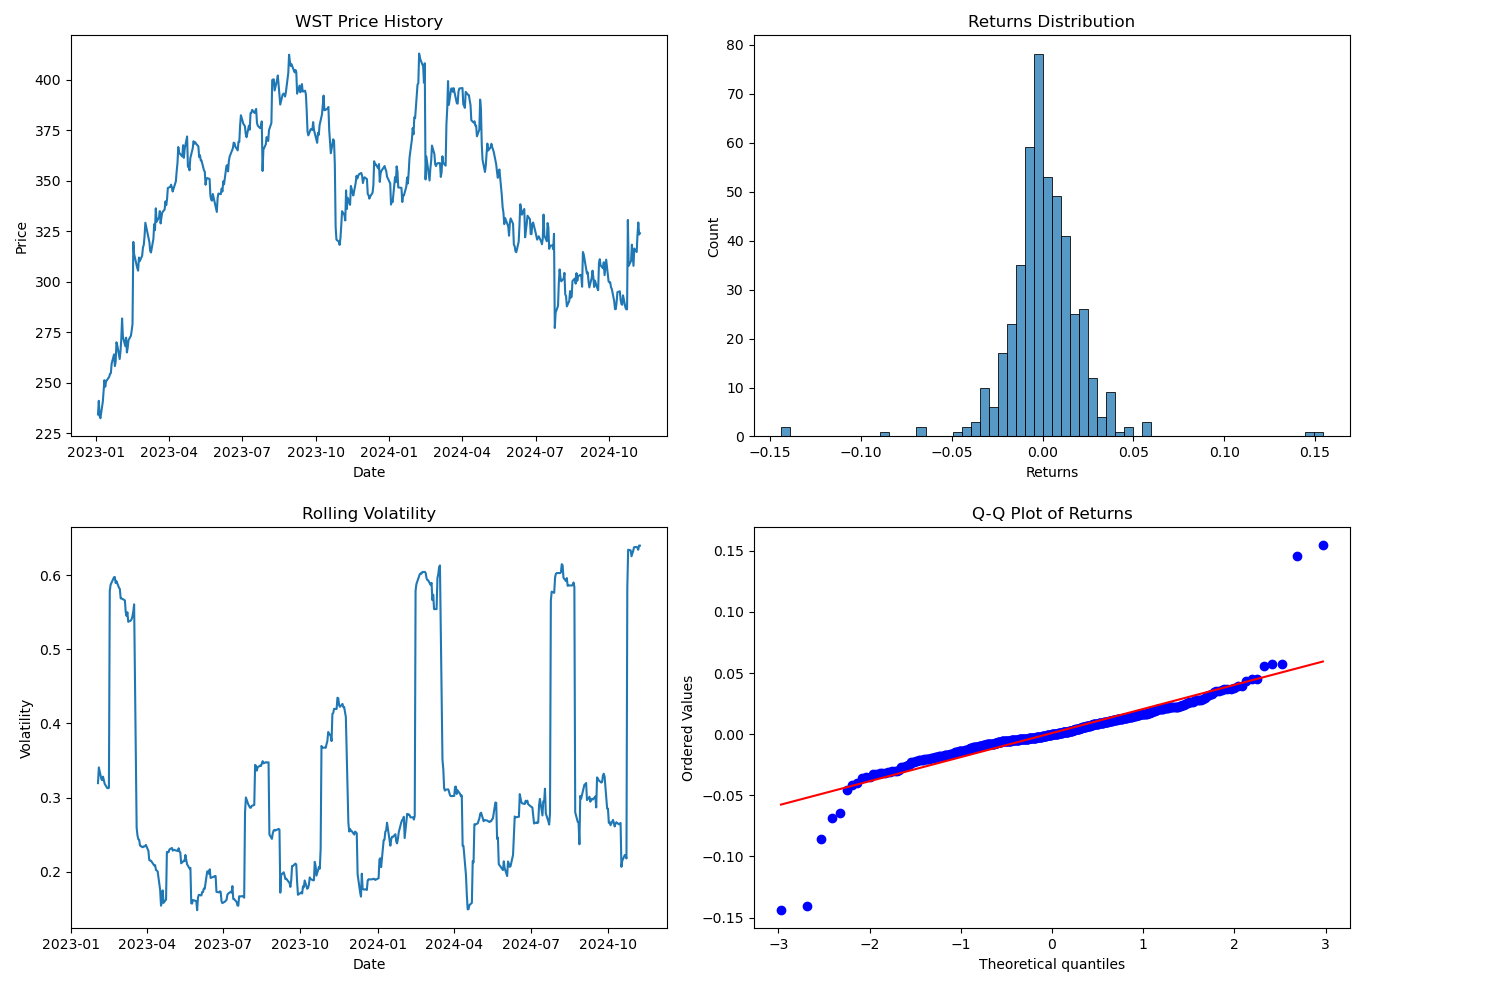 WST Price History
Price
400
375
350
325
300
275
250
225
2023-01 2023-04 2023-07 2023-10 2024-01 2024-04 2024-07 2024-10
Date
Returns Distribution
Count
80
70
60
50
40
30
20
10
0
−0.15 −0.10 −0.05 0.00 0.05 0.10 0.15
Returns
Rolling Volatility
Volatility
0.6
0.5
0.4
0.3
0.2
2023-01 2023-04 2023-07 2023-10 2024-01 2024-04 2024-07 2024-10
Date
Q-Q Plot of Returns
Ordered Values
0.15
0.10
0.05
0.00
−0.05
−0.10
−0.15
−3 −2 −1 0 1 2 3
Theoretical quantiles